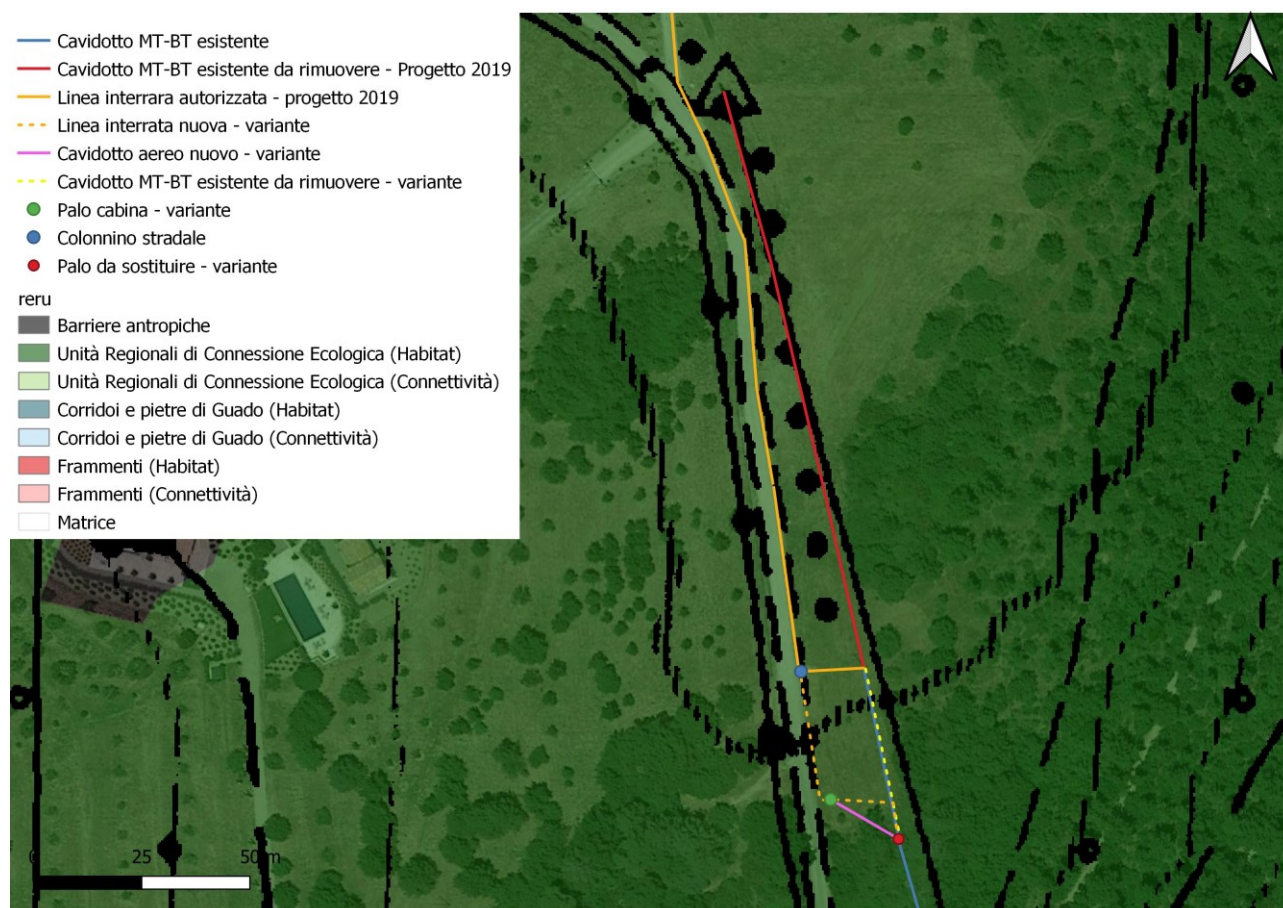 Cavidotto MT-BT esistente
Cavidotto MT-BT esistente da rimuovere - Progetto 2019
Linea interrara autorizzata - progetto 2019
Linea interrata nuova - variante
Cavidotto aereo nuovo - variante
Cavidotto MT-BT esistente da rimuovere - variante
Palo cabina - variante
Colonnino stradale
Palo da sostituire - variante
reru
Barriere antropiche
Unità Regionali di Connessione Ecologica (Habitat)
Unità Regionali di Connessione Ecologica (Connettività)
Corridoi e pietre di Guado (Habitat)
Corridoi e pietre di Guado (Connettività)
Frammenti (Habitat)
Frammenti (Connettività)
Matrice
0 25 50 m